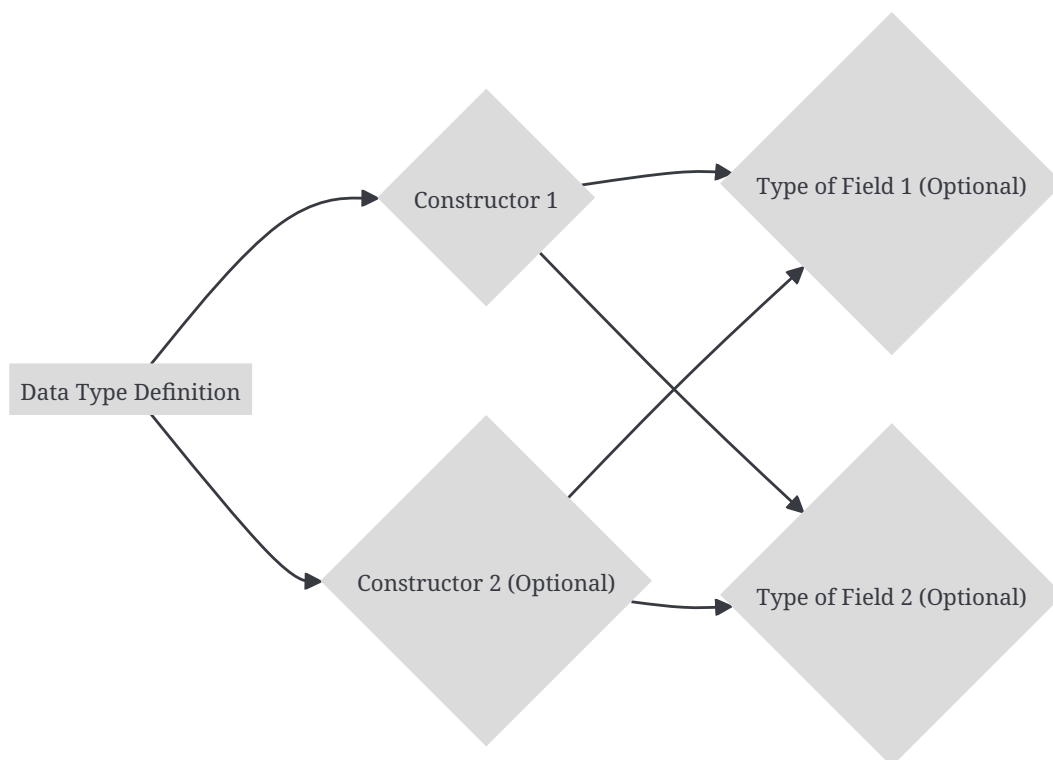 Data Type Definition
Constructor 1
Constructor 2 (Optional)
Type of Field 1 (Optional)
Type of Field 2 (Optional)